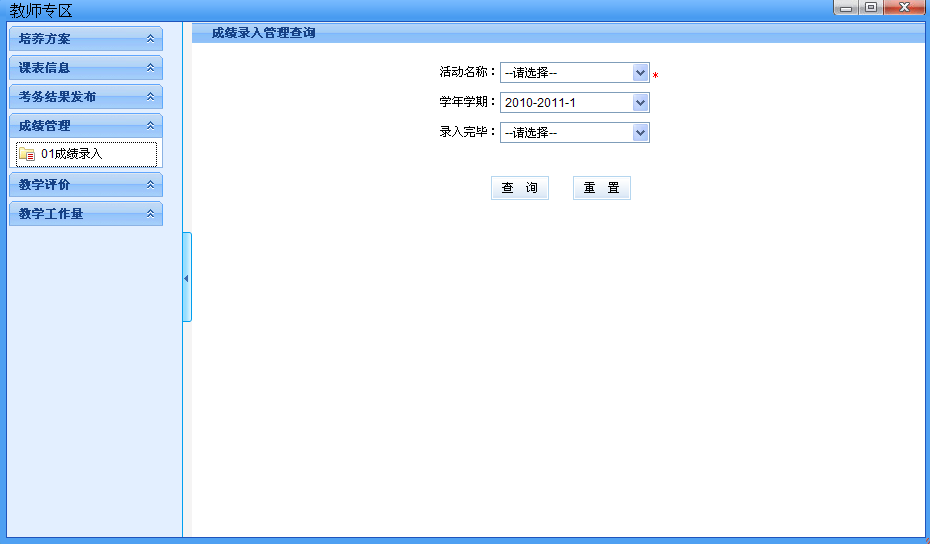 教师专区
培养方案
课表信息
考务结果发布
成绩管理
01成绩录入
教学评价
教学工作量
成绩录入管理查询
活动名称： --请选择-- *
学年学期： 2010-2011-1
录入完毕： --请选择--
查 询 重 置